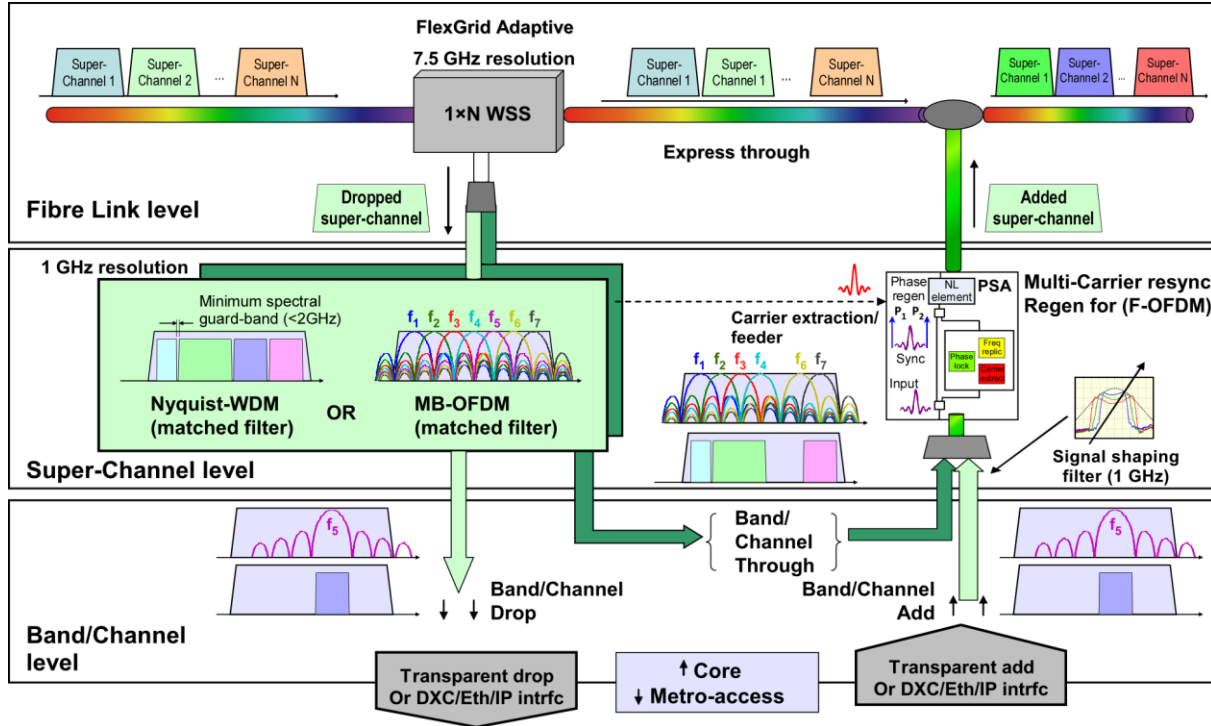 FlexGrid Adaptive
7.5 GHz resolution
Super-
Channel 1
Super-
Channel 2
...
Super-
Channel N
1×N WSS
Super-
Channel 1
Super-
Channel 1
...
Super-
Channel N
Super-
Channel 1
Super-
Channel 2
...
Super-
Channel N
Express through
Dropped
super-channel
Added
super-channel
Fibre Link level
1 GHz resolution
Minimum spectral
guard-band (<2GHz)
f1 f2 f3 f4 f5 f6 f7
Nyquist-WDM
(matched filter)
OR
MB-OFDM
(matched filter)
Carrier extraction/
feeder
f1 f2 f3 f4 f6 f7
Phase
regen
NL
element
PSA
P1 P2
Sync
Input
Freq
replic
Phase
lock
Carrier
extract
Multi-Carrier resync
Regen for (F-OFDM)
Signal shaping
filter (1 GHz)
Super-Channel level
f5
Band/
Channel
Through
f5
Band/Channel
Drop
Band/Channel
Add
Band/Channel
level
Transparent drop
Or DXC/Eth/IP intrfc
Core
Metro-access
Transparent add
Or DXC/Eth/IP intrfc